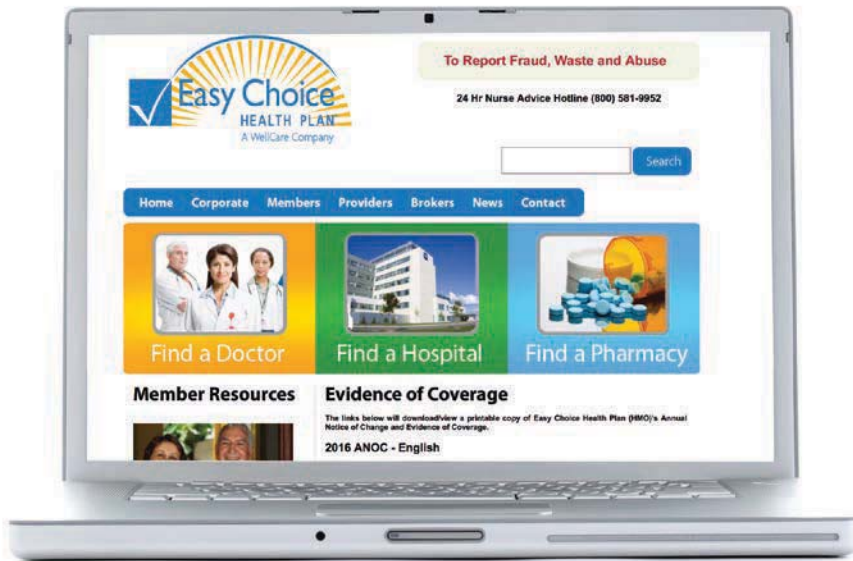 To Report Fraud, Waste and Abuse
Easy Choice
HEALTH PLAN
A WellCare Company
24 Hr Nurse Advice Hotline (800) 581-9952
Search
Home Corporate Members Providers Brokers News Contact
Find a Doctor Find a Hospital Find a Pharmacy
Member Resources
Evidence of Coverage
The links below will download/view a printable copy of Easy Choice Health Plan (HMO)'s Annual
Notice of Change and Evidence of Coverage.
2016 ANOC - English